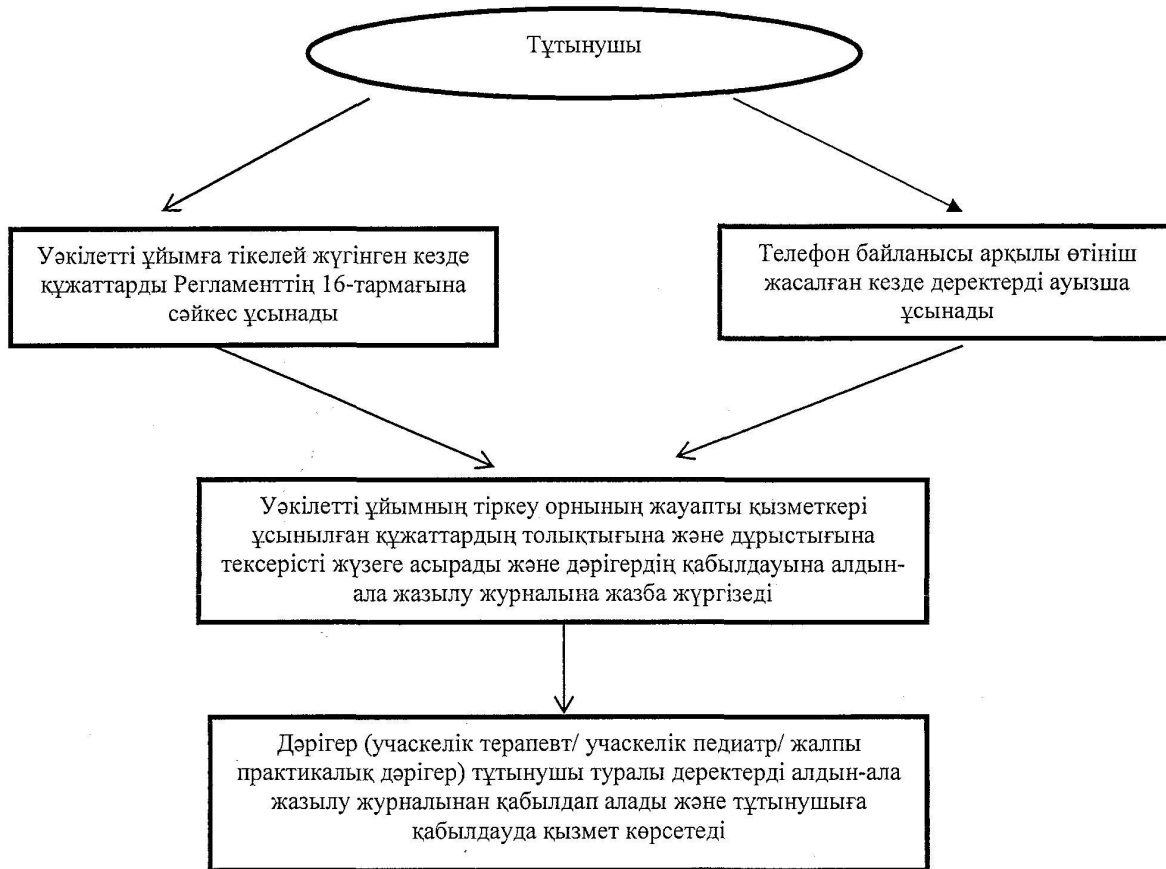 Тұтынушы
Уәкілетті ұйымға тікелей жүгінген кезде
құжаттарды Регламенттің 16-тармағына
сәйкес ұсынады
Телефон байланысы арқылы өтініш
жасалған кезде деректерді ауызша
ұсынады
Уәкілетті ұйымның тіркеу орнының жауапты қызметкері
ұсынылған құжаттардың толықтығына және дұрыстығына
тексерісті жүзеге асырады және дәрігердің қабылдауына алдын-
ала жазылу журналына жазба жүргізеді
Дәрігер (учаскелік терапевт/ учаскелік педиатр/ жалпы
практикалық дәрігер) тұтынушы туралы деректерді алдын-ала
жазылу журналынан қабылдап алады және тұтынушыға
қабылдауда қызмет көрсетеді